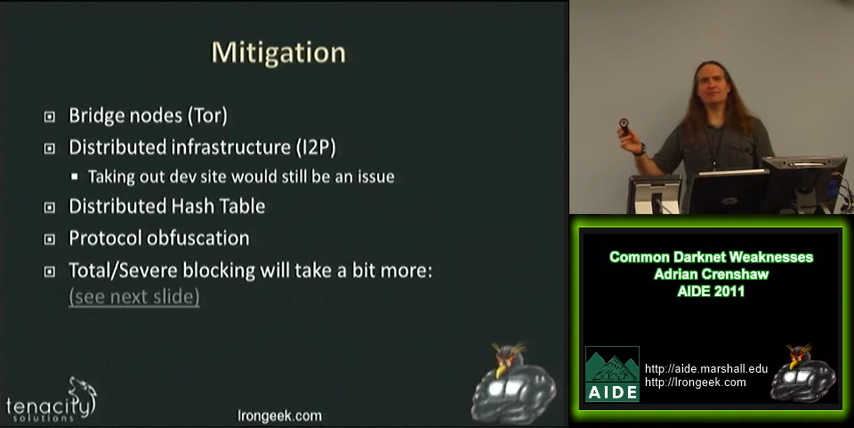 Mitigation
Bridge nodes (Tor)
Distributed infrastructure (I2P)
Taking out dev site would still be an issue
Distributed Hash Table
Protocol obfuscation
Total/Severe blocking will take a bit more:
(see next slide)
tenacity
solutions
Irongeek.com
Common Darknet Weaknesses
Adrian Crenshaw
AIDE 2011
AIDE
http://aide.marshall.edu
http://Irongeek.com